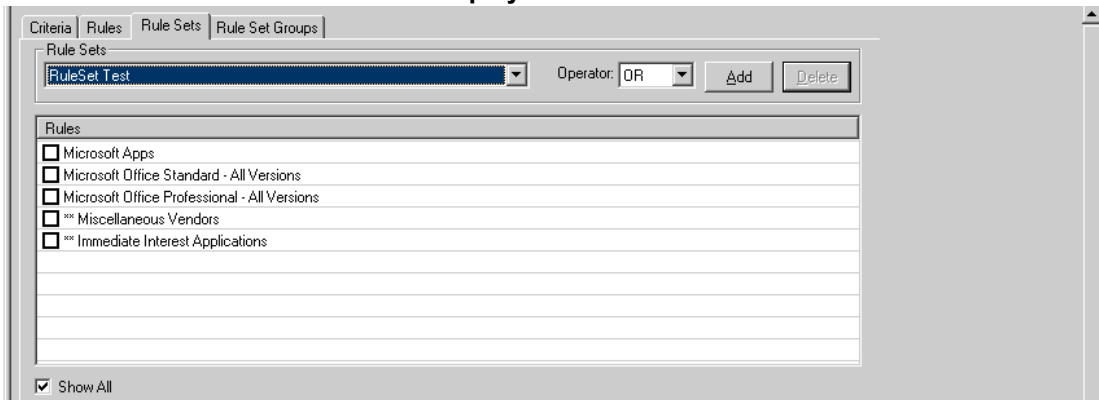 Criteria Rules Rule Sets Rule Set Groups
Rule Sets
RuleSet Test Operator: OR Add Delete
Rules
Microsoft Apps
Microsoft Office Standard - All Versions
Microsoft Office Professional - All Versions
** Miscellaneous Vendors
** Immediate Interest Applications
Show All